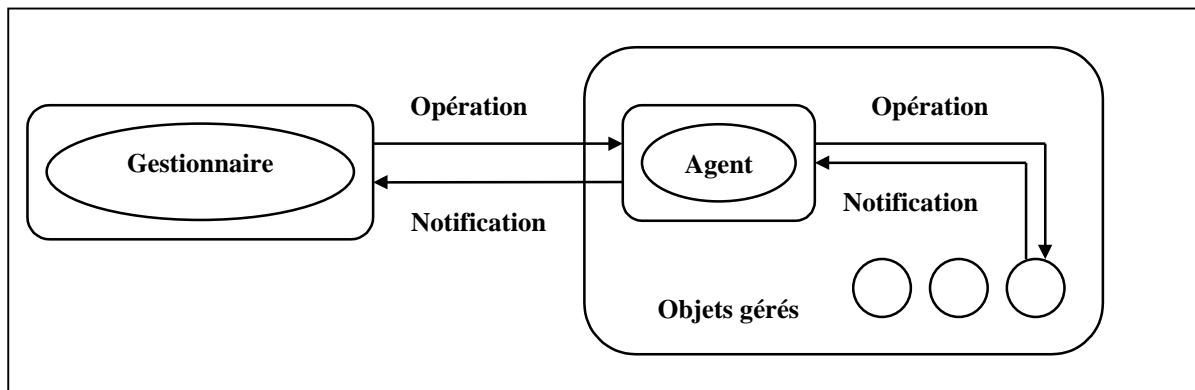 Opération
Opération
Gestionnaire
Agent
Notification
Notification
Objets gérés